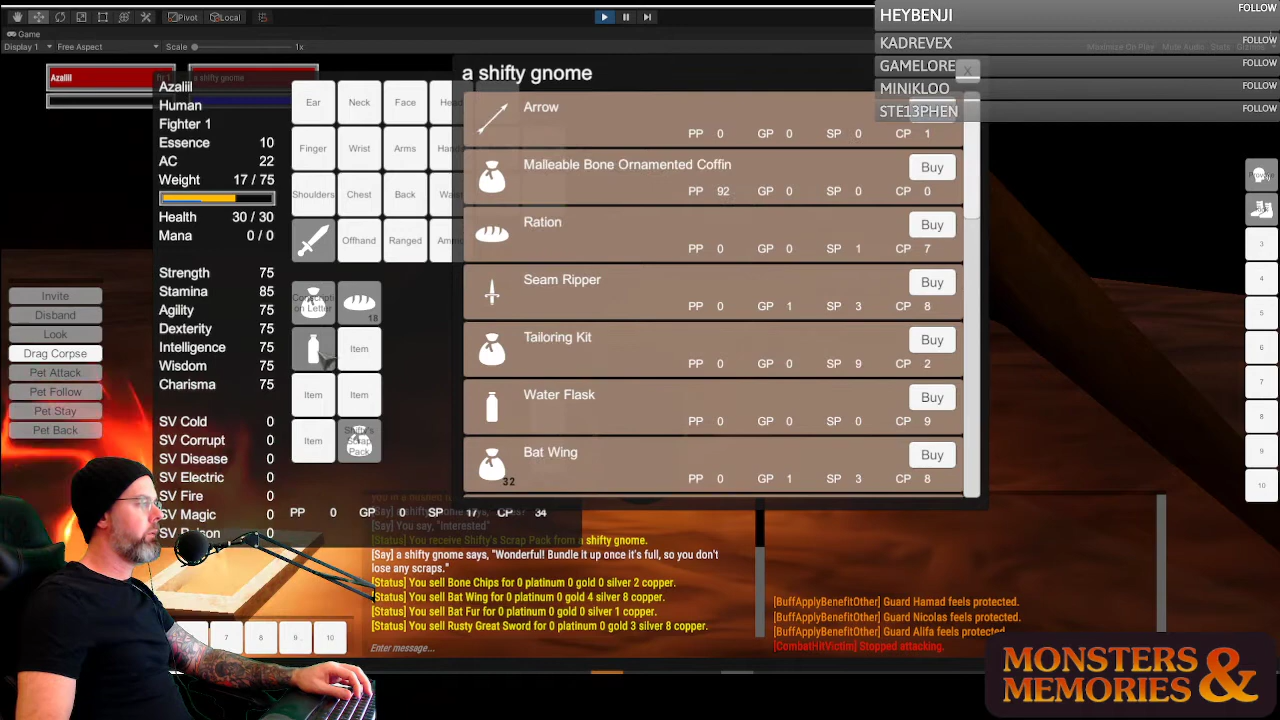 Pivot
Local
Game
Display 1
Free Aspect
Scale
1x
Maximize On Play
Mute Audio
Stats
HEYBENJI
FOLLOW
KADREVEX
FOLLOW
GAMELORE
FOLLOW
MINIKLOO
FOLLOW
STE13PHEN
FOLLOW
Azaliil
a shifty gnome
Azaliil
Human
Fighter 1
Essence 10
AC 22
Weight 17 / 75
Health 30 / 30
Mana 0 / 0
Strength 75
Stamina 85
Agility 75
Dexterity 75
Intelligence 75
Wisdom 75
Charisma 75
SV Cold 0
SV Corrupt 0
SV Disease 0
SV Electric 0
SV Fire 0
SV Magic 0
SV Poison 0
Ear
Neck
Face
Finger
Wrist
Arms
Shoulders
Chest
Back
Offhand
Ranged
18
Item
Item
Item
Item
Shifty's Scrap Pack
PP 0 GP 0 SP 17 CP 34
Invite
Disband
Look
Drag Corpse
Pet Attack
Pet Follow
Pet Stay
Pet Back
a shifty gnome
X
Arrow
PP 0 GP 0 SP 0 CP 1
Malleable Bone Ornamented Coffin
Buy
PP 92 GP 0 SP 0 CP 0
Ration
Buy
PP 0 GP 0 SP 1 CP 7
Seam Ripper
Buy
PP 0 GP 1 SP 3 CP 8
Tailoring Kit
Buy
PP 0 GP 0 SP 9 CP 2
Water Flask
Buy
PP 0 GP 0 SP 0 CP 9
Bat Wing
Buy
32
PP 0 GP 1 SP 3 CP 8
[Say] You say, "Interested"
[Status] You receive Shifty's Scrap Pack from a shifty gnome.
[Say] a shifty gnome says, "Wonderful! Bundle it up once it's full, so you don't
lose any scraps."
[Status] You sell Bone Chips for 0 platinum 0 gold 0 silver 2 copper.
[Status] You sell Bat Wing for 0 platinum 0 gold 4 silver 8 copper.
[Status] You sell Bat Fur for 0 platinum 0 gold 0 silver 1 copper.
[Status] You sell Rusty Great Sword for 0 platinum 0 gold 3 silver 8 copper.
Enter message...
[BuffApplyBenefitOther] Guard Hamad feels protected.
[BuffApplyBenefitOther] Guard Nicolas feels protected.
[BuffApplyBenefitOther] Guard Alifa feels protected.
[CombatHitVictim] Stopped attacking.
7
8
9
10
3
4
5
6
7
8
9
10
MONSTERS &
MEMORIES